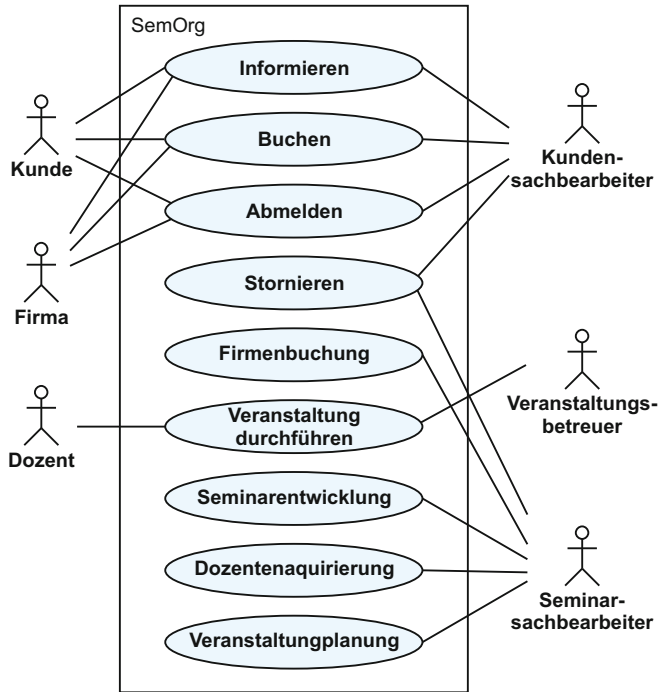 SemOrg
Informieren
Buchen
Abmelden
Stornieren
Firmenbuchung
Veranstaltung
durchführen
Seminarentwicklung
Dozentenaquirierung
Veranstaltungplanung
Kunde
Firma
Dozent
Kunden-
sachbearbeiter
Veranstaltungs-
betreuer
Seminar-
sachbearbeiter